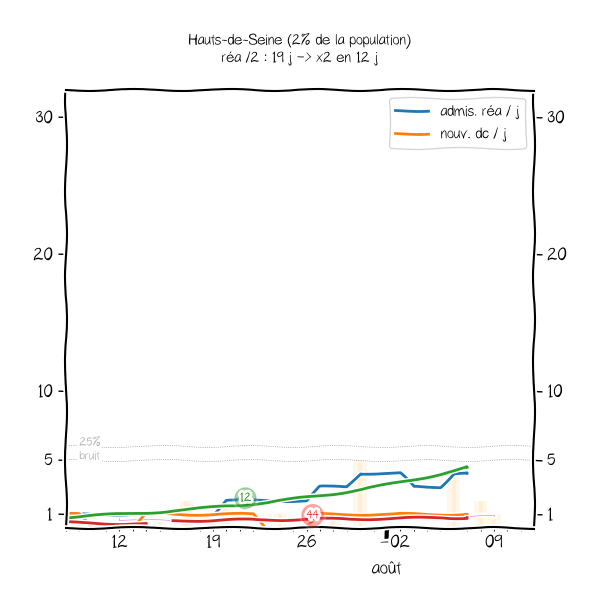 Hauts-de-Seine (2% de la population)
réa /2 : 19 j -> x2 en 12 j
admis. réa / j
nouv. dc / j
30 30
20 20
10 10
25%
5 bruit 5
12
1 44 1
12 19 26 02 09
août